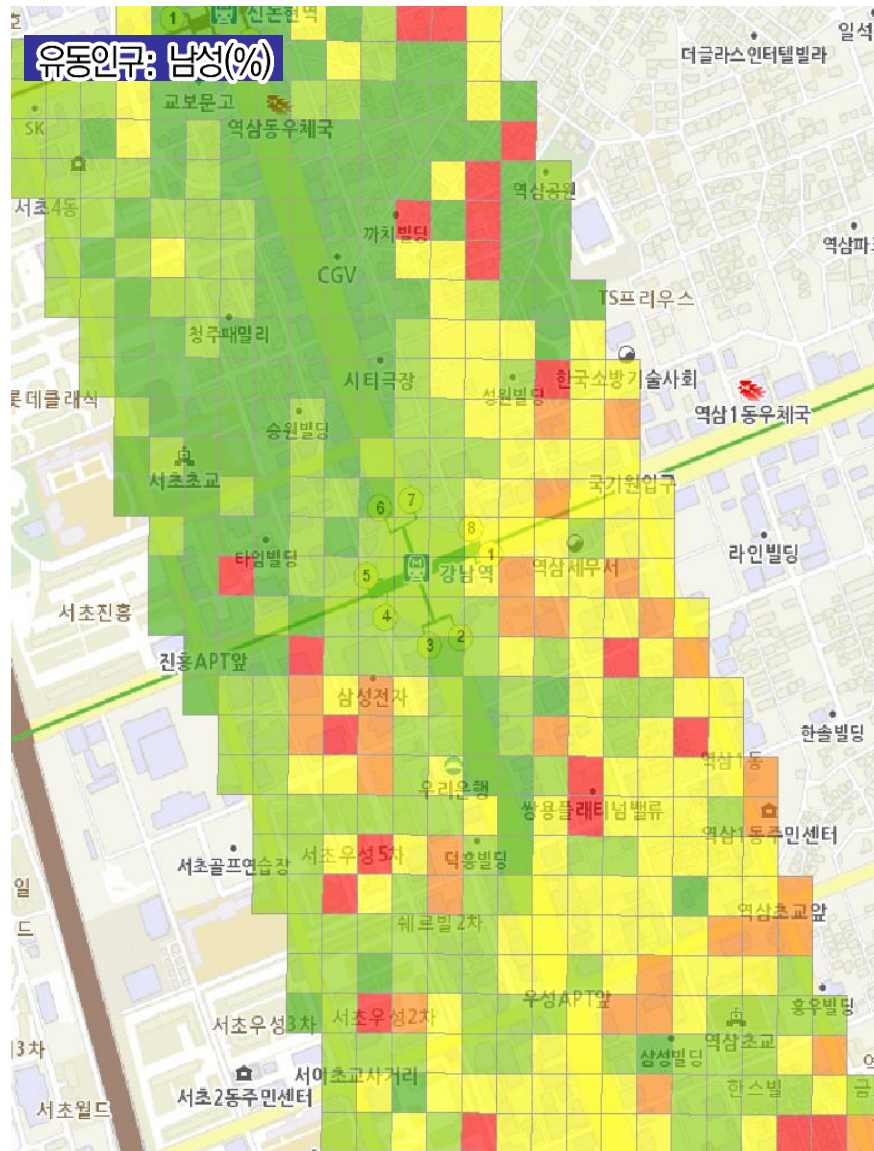 호
1
신논현역
일석
유동인구: 남성(%)
더글라스인터텔빌라
교보문고
SK
역삼동우체국
역삼공원
서초4동
까치빌딩
역삼파크
CGV
TS프리우스
청주패밀리
시티극장
성원빌딩
한국소방기술사회
롯데클래식
역삼1동우체국
승원빌딩
서초초교
국기원입구
6
7
8
1
타임빌딩
강남역
역삼세무서
라인빌딩
5
4
3
2
서초진흥
진흥APT앞
삼성전자
한솔빌딩
역삼1동
우리은행
쌍용플래티넘밸류
역삼1동주민센터
서초골프연습장
서초우성5차
덕흥빌딩
일
드
역삼초교앞
쉐르빌2차
우성APT앞
흥우빌딩
서초우성3차
서초우성2차
역삼초교
3차
삼성빌딩
서이초교사거리
서초2동주민센터
한스빌
금
서초월드